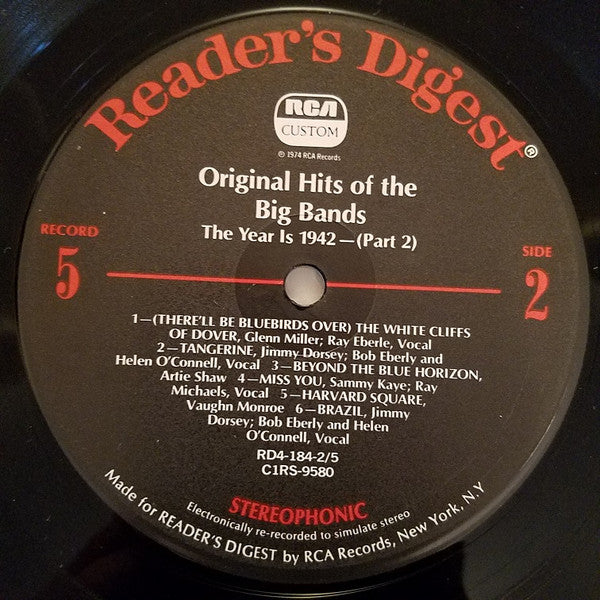 Reader's Digest®
RCA
CUSTOM
℗ 1974 RCA Records
Original Hits of the
Big Bands
The Year Is 1942—(Part 2)
RECORD
5
SIDE
2
1—(THERE'LL BE BLUEBIRDS OVER) THE WHITE CLIFFS
OF DOVER, Glenn Miller; Ray Eberle, Vocal
2—TANGERINE, Jimmy Dorsey; Bob Eberly and
Helen O'Connell, Vocal 3—BEYOND THE BLUE HORIZON,
Artie Shaw 4—MISS YOU, Sammy Kaye; Ray
Michaels, Vocal 5—HARVARD SQUARE,
Vaughn Monroe 6—BRAZIL, Jimmy
Dorsey; Bob Eberly and Helen
O'Connell, Vocal
RD4-184-2/5
C1RS-9580
STEREOPHONIC
Electronically re-recorded to simulate stereo
Made for READER'S DIGEST by RCA Records, New York, N.Y